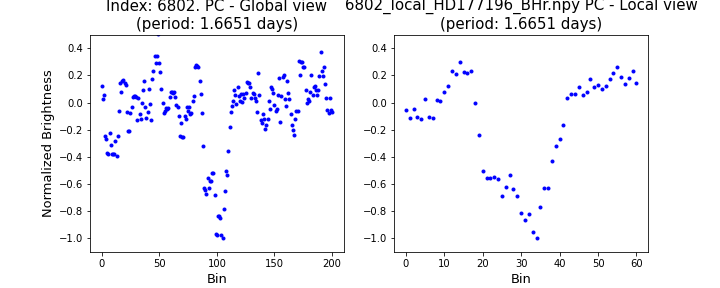 Index: 6802. PC - Global view
(period: 1.6651 days)
6802_local_HD177196_BHr.npy PC - Local view
(period: 1.6651 days)
Normalized Brightness
0.4
0.2
0.0
−0.2
−0.4
−0.6
−0.8
−1.0
0 50 100 150 200
Bin
0.4
0.2
0.0
−0.2
−0.4
−0.6
−0.8
−1.0
0 10 20 30 40 50 60
Bin